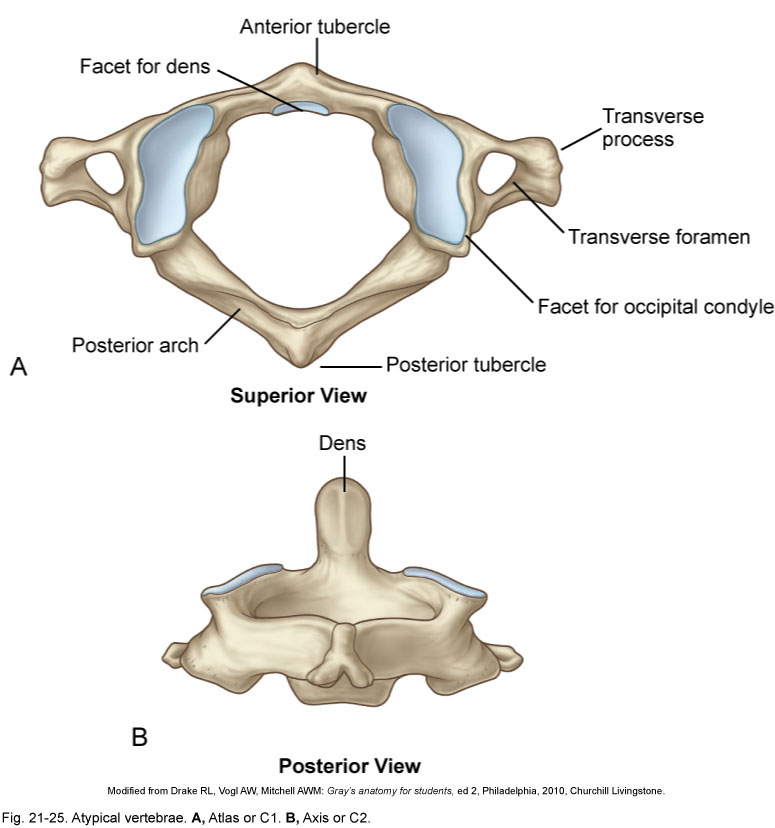 Anterior tubercle
Facet for dens
Transverse
process
Transverse foramen
Facet for occipital condyle
Posterior arch
Posterior tubercle
A
Superior View
Dens
B
Posterior View
Modified from Drake RL, Vogl AW, Mitchell AWM: Gray's anatomy for students, ed 2, Philadelphia, 2010, Churchill Livingstone.
Fig. 21-25. Atypical vertebrae. A, Atlas or C1. B, Axis or C2.